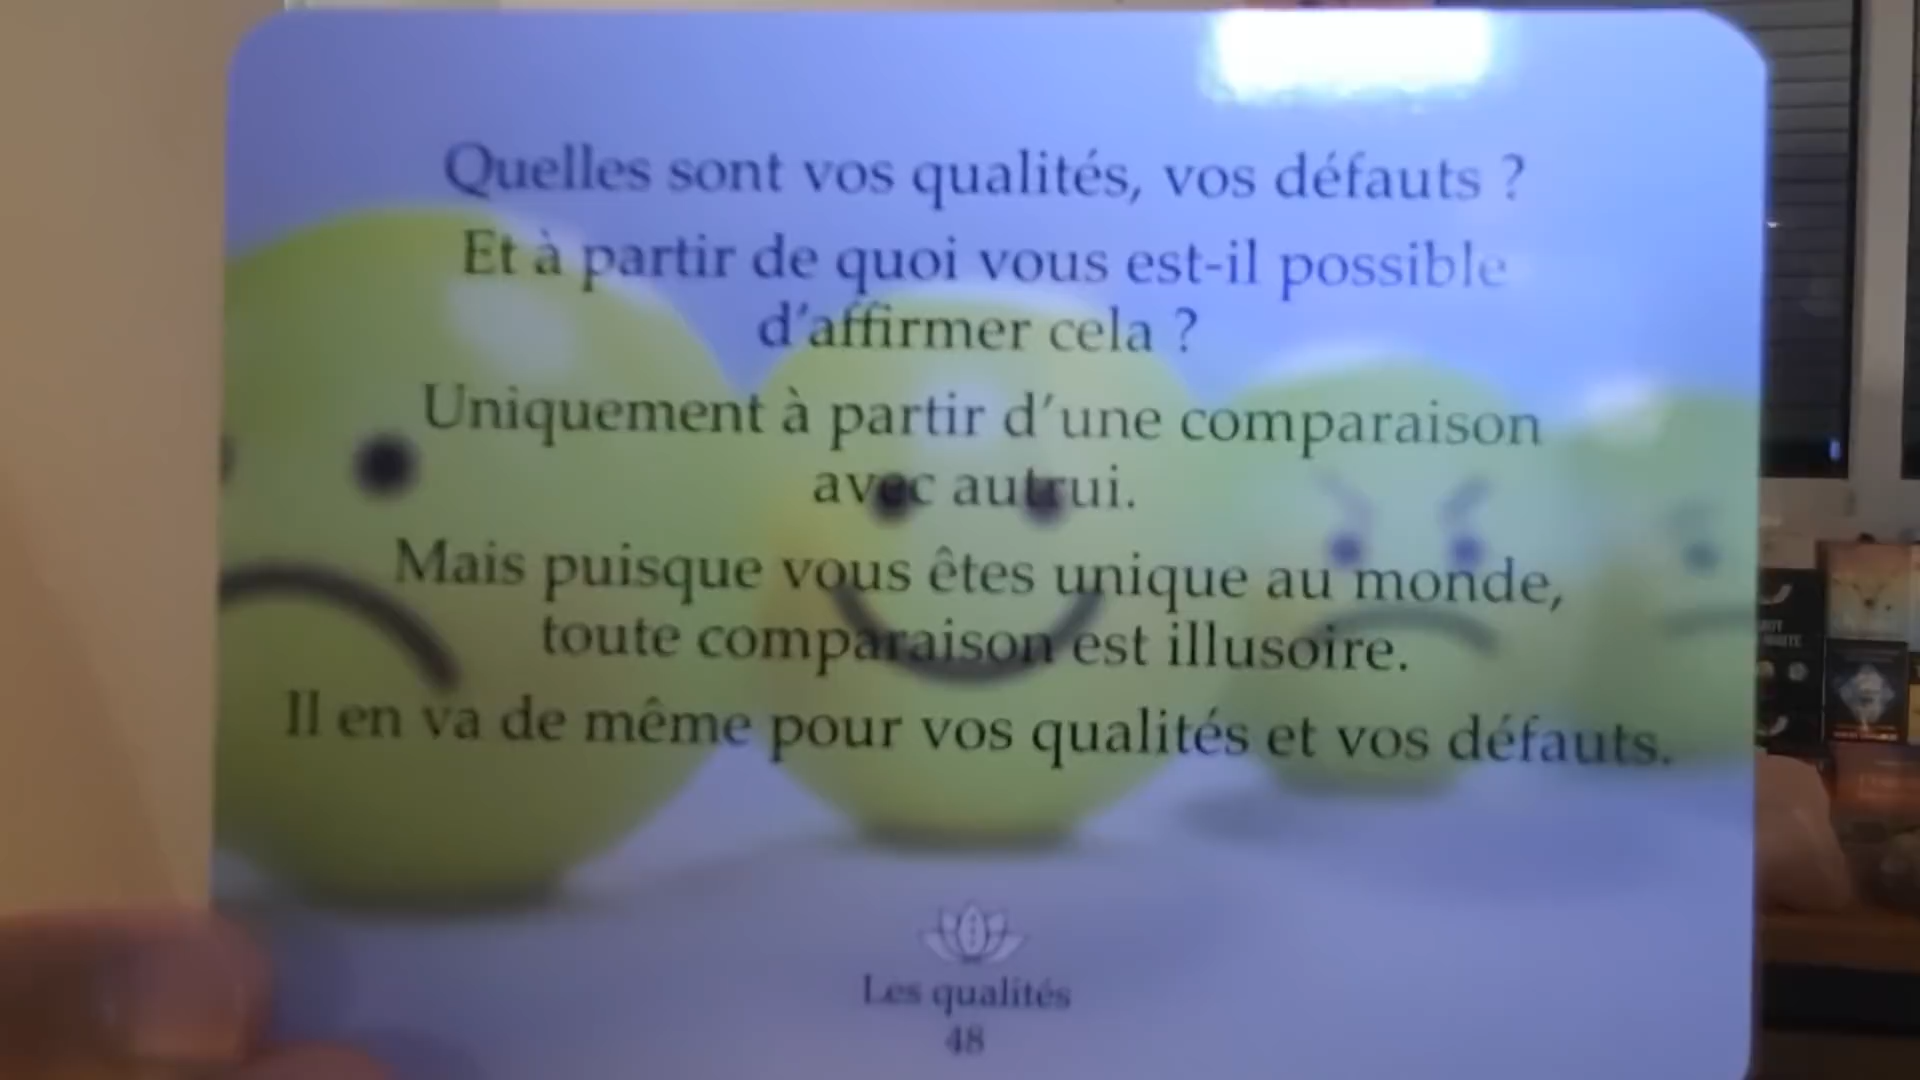 Quelles sont vos qualités, vos défauts ?
Et à partir de quoi vous est-il possible
d'affirmer cela ?
Uniquement à partir d'une comparaison
avec autrui.
Mais puisque vous êtes unique au monde,
toute comparaison est illusoire.
Il en va de même pour vos qualités et vos défauts.
Les qualités
48